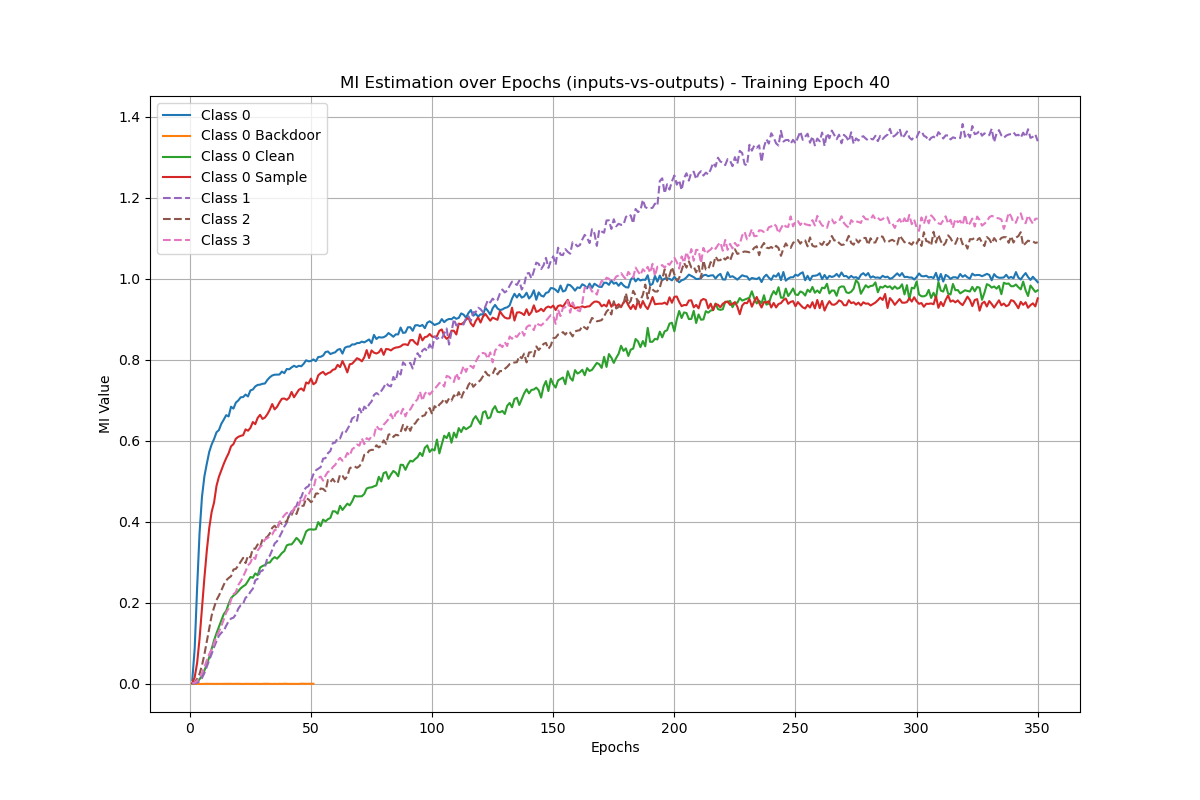 MI Estimation over Epochs (inputs-vs-outputs) - Training Epoch 40
Class 0
Class 0 Backdoor
Class 0 Clean
Class 0 Sample
Class 1
Class 2
Class 3
1.4
1.2
1.0
0.8
0.6
0.4
0.2
0.0
MI Value
0 50 100 150 200 250 300 350
Epochs